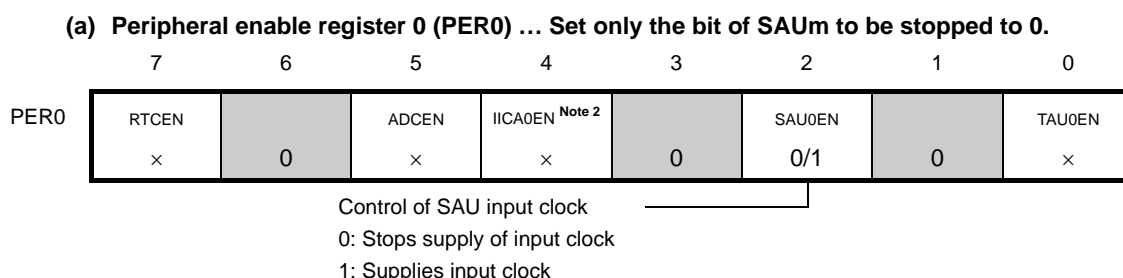 (a) Peripheral enable register 0 (PER0) … Set only the bit of SAUm to be stopped to 0.
7 6 5 4 3 2 1 0
PER0 RTCEN ADCEN IICA0EN Note 2 SAU0EN TAU0EN
× 0 × × 0 0/1 0 ×
Control of SAU input clock
0: Stops supply of input clock
1: Supplies input clock